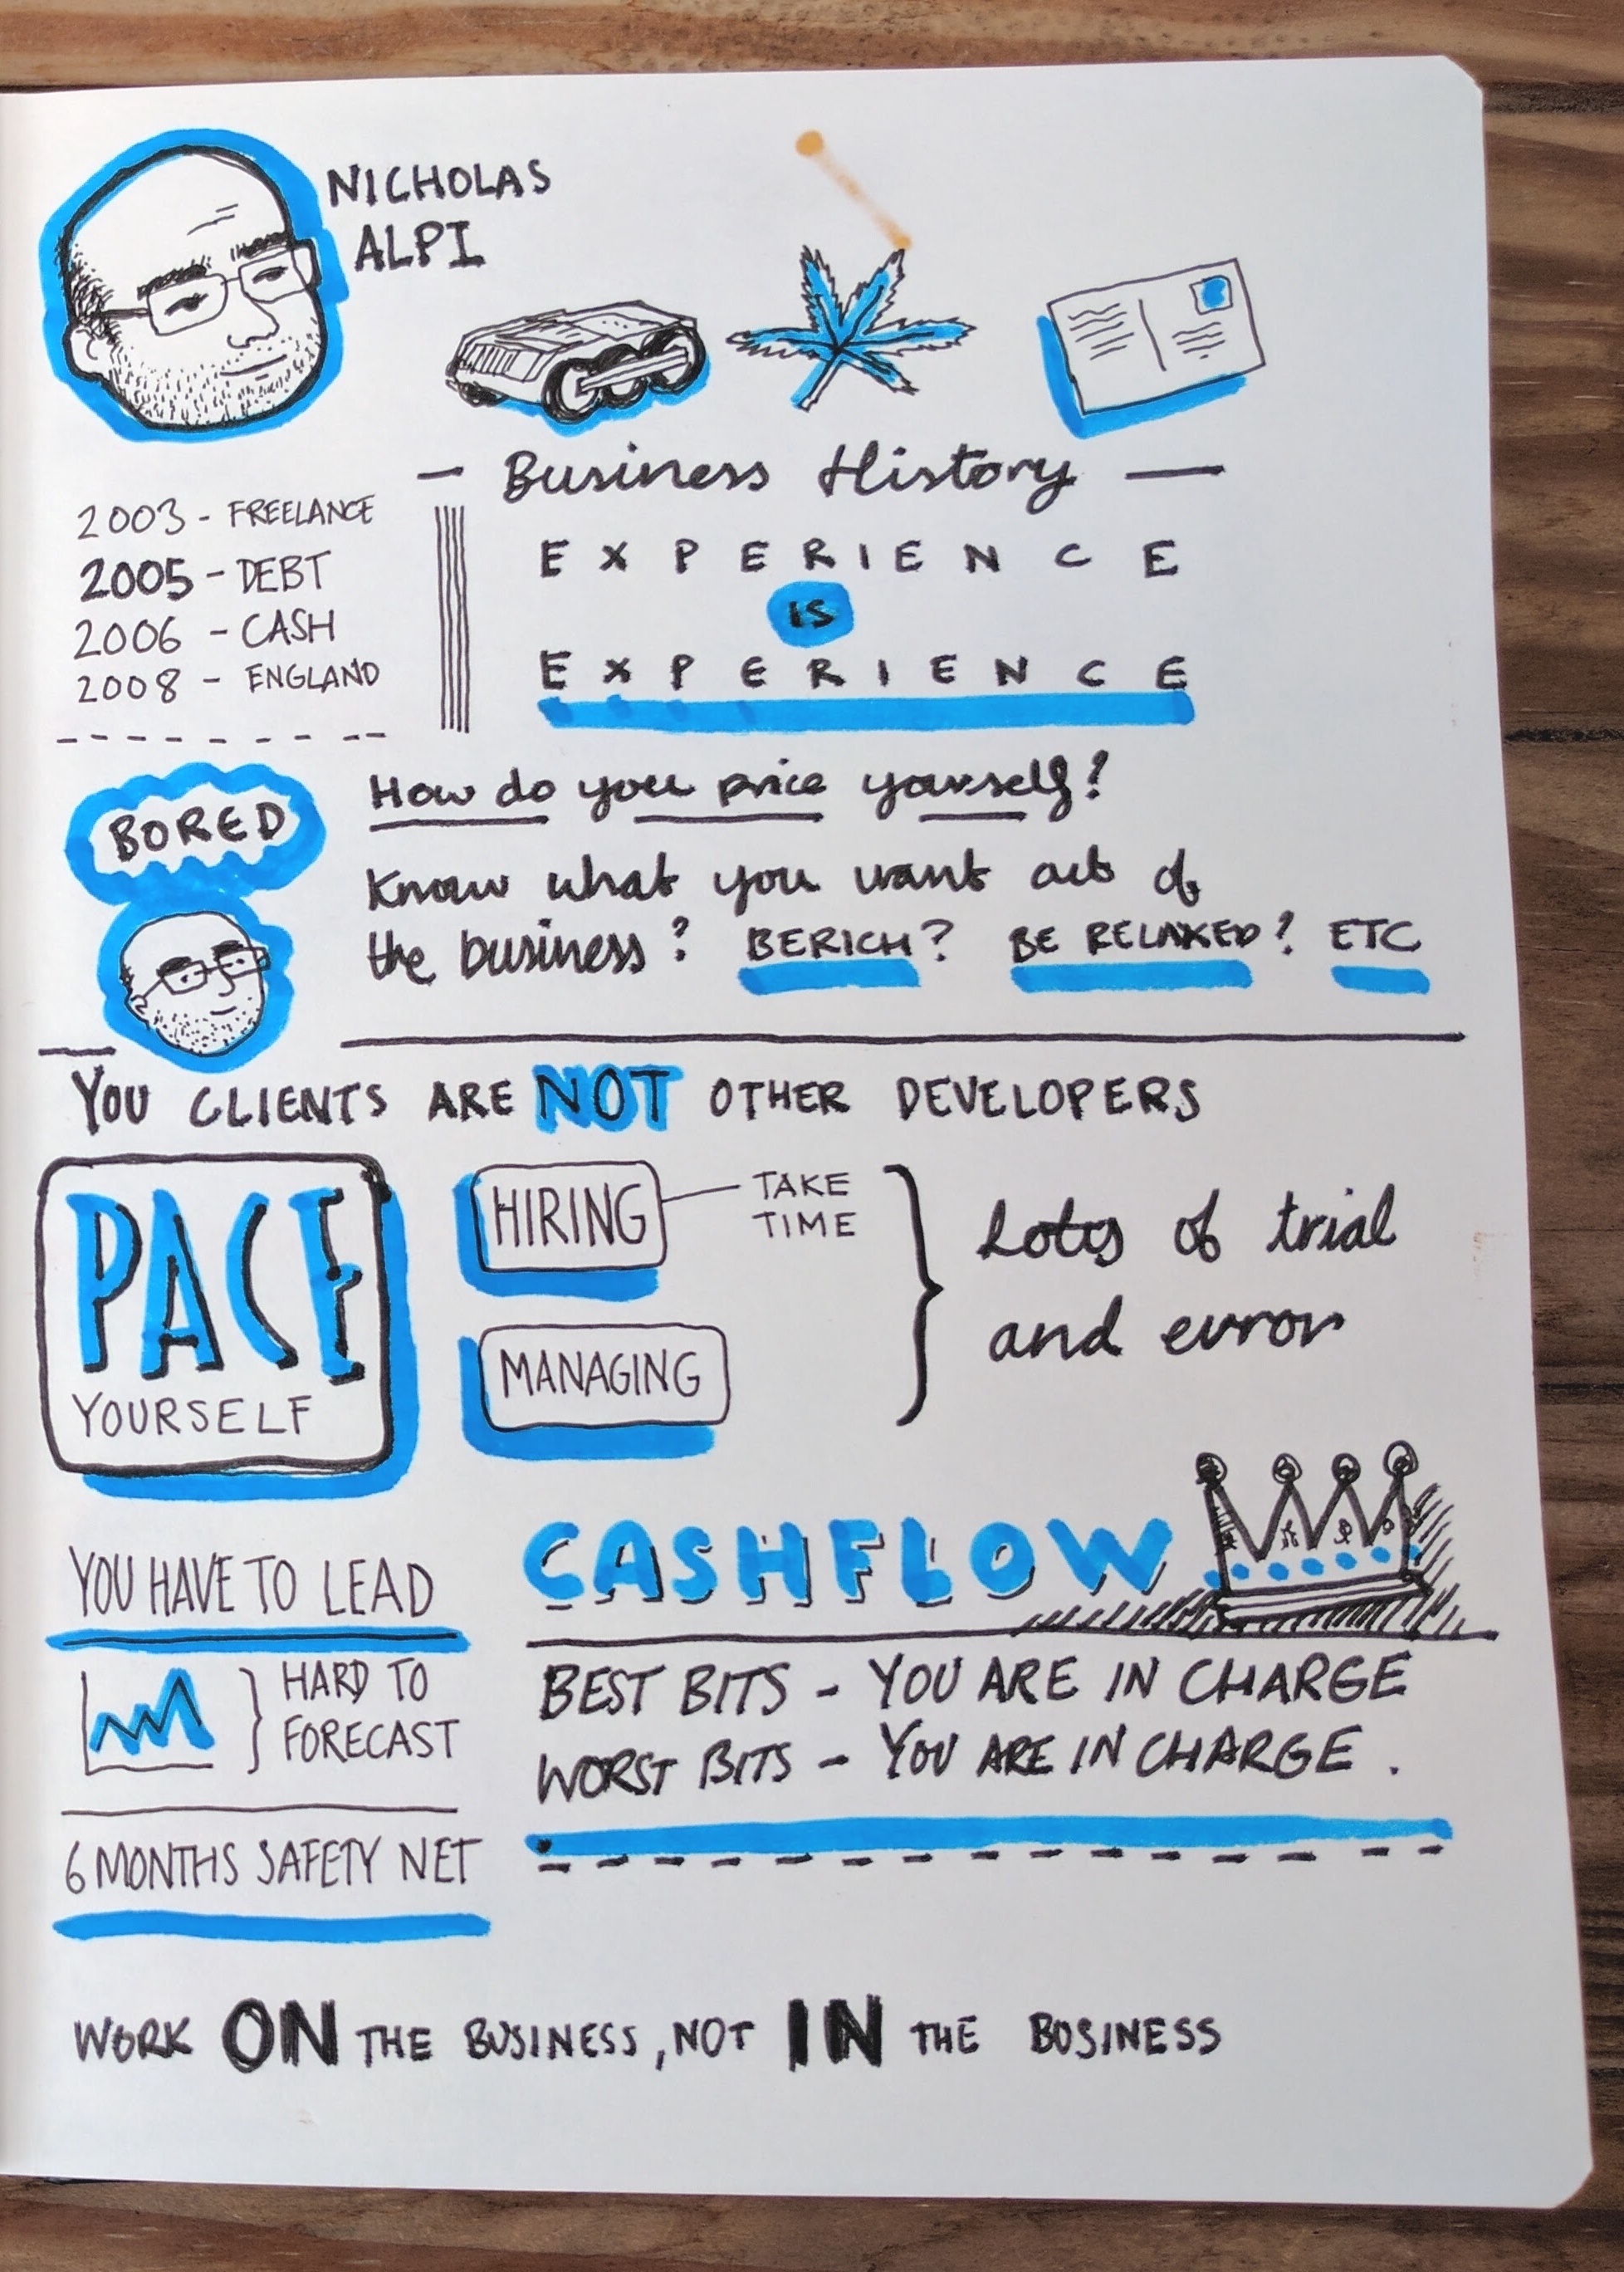 NICHOLAS
ALPI
— Business History —
2003 - FREELANCE
2005 - DEBT
2006 - CASH
2008 - ENGLAND
EXPERIENCE
IS
EXPERIENCE
BORED
How do you price yourself?
Know what you want out of
the business? BE RICH? BE RELAXED? ETC
YOU CLIENTS ARE NOT OTHER DEVELOPERS
PACE
YOURSELF
HIRING
TAKE
TIME
MANAGING
Lots of trial
and error
YOU HAVE TO LEAD
HARD TO
FORECAST
6 MONTHS SAFETY NET
CASHFLOW
BEST BITS - YOU ARE IN CHARGE
WORST BITS - YOU ARE IN CHARGE.
WORK ON THE BUSINESS, NOT IN THE BUSINESS